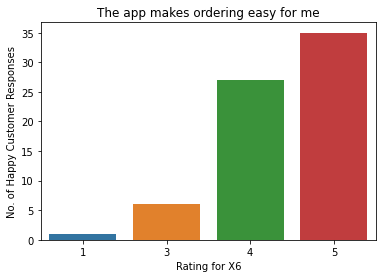 The app makes ordering easy for me
No. of Happy Customer Responses
35
30
25
20
15
10
5
0
1 3 4 5
Rating for X6